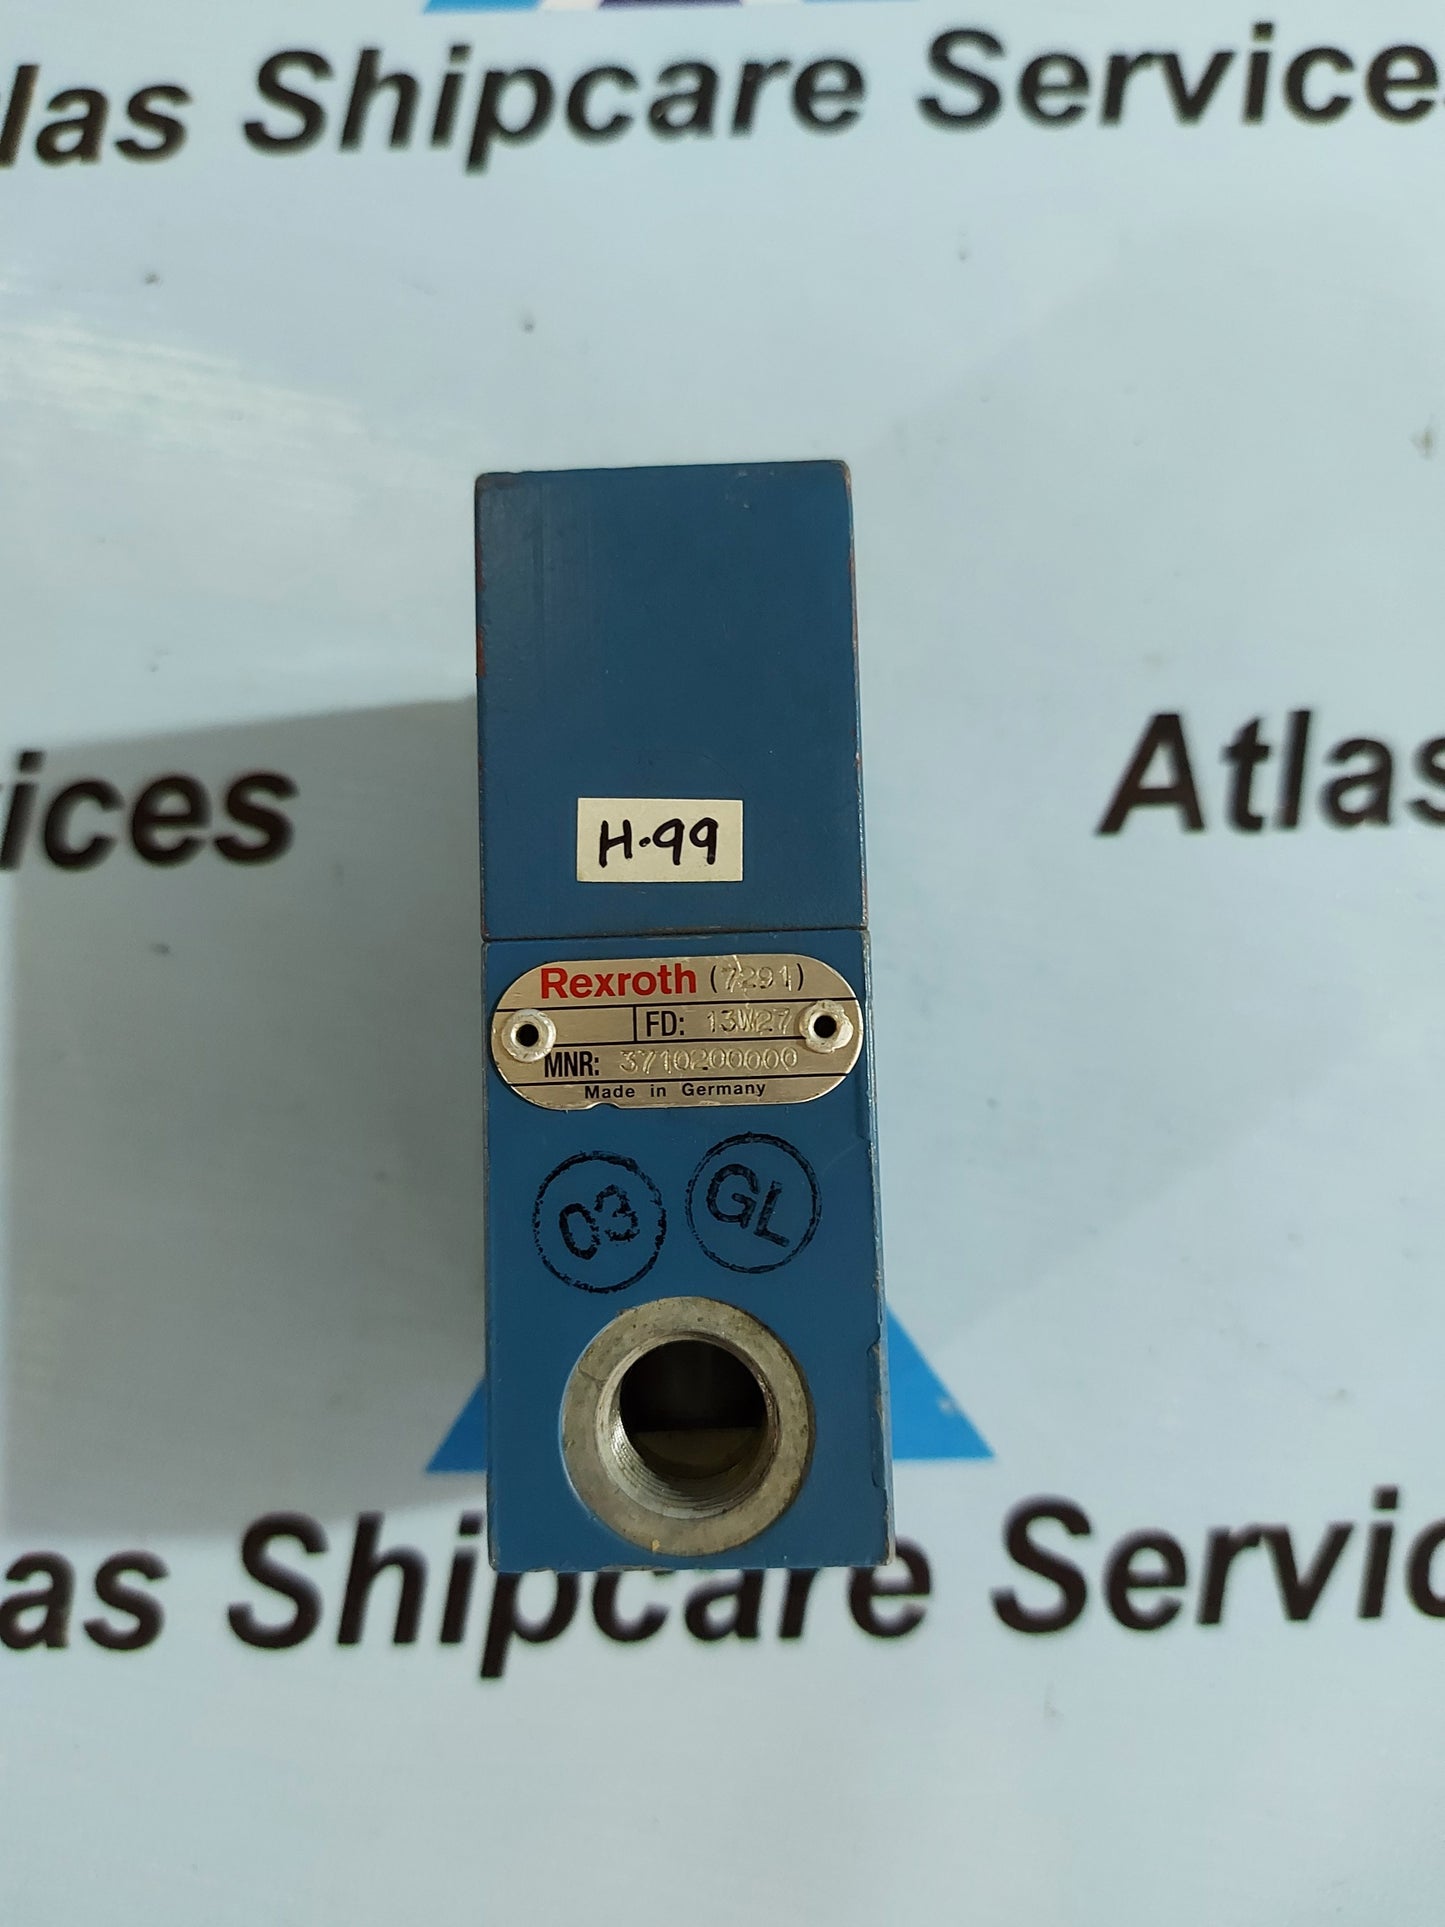 las Shipcare Service
ices
Atlas
H.99
Rexroth (7291)
FD: 13W27
MNR: 3710200000
Made in Germany
03
GL
as Shipcare Servic